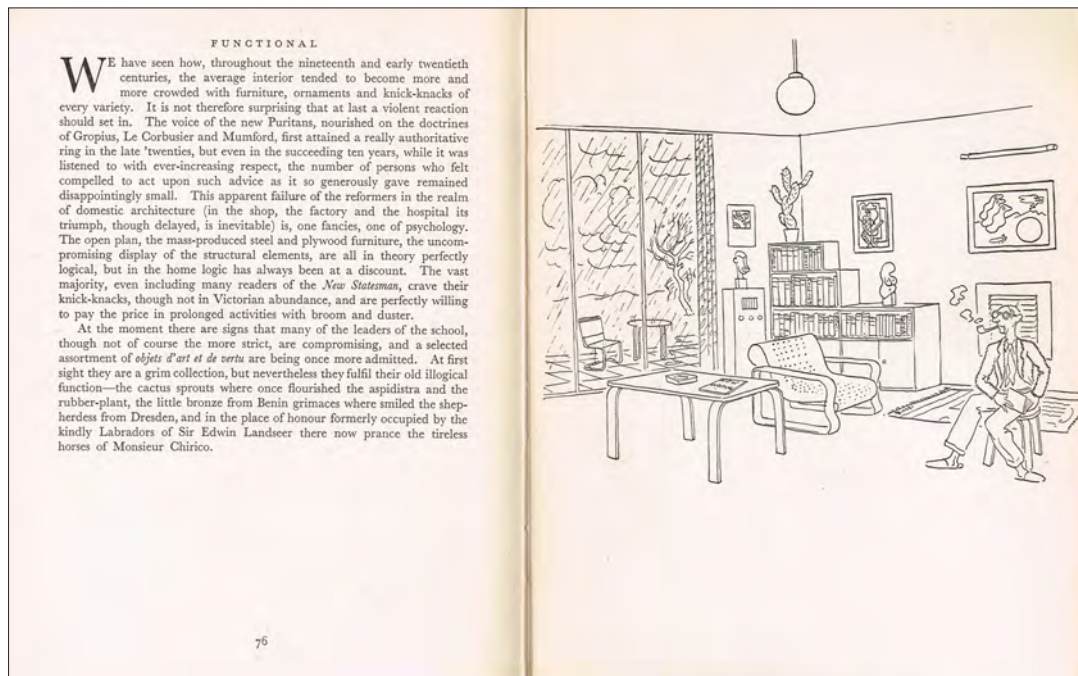 FUNCTIONAL
WE have seen how, throughout the nineteenth and early twentieth
centuries, the average interior tended to become more and
more crowded with furniture, ornaments and knick-knacks of
every variety. It is not therefore surprising that at last a violent reaction
should set in. The voice of the new Puritans, nourished on the doctrines
of Gropius, Le Corbusier and Mumford, first attained a really authoritative
ring in the late 'twenties, but even in the succeeding ten years, while it was
listened to with ever-increasing respect, the number of persons who felt
compelled to act upon such advice as it so generously gave remained
disappointingly small. This apparent failure of the reformers in the realm
of domestic architecture (in the shop, the factory and the hospital its
triumph, though delayed, is inevitable) is, one fancies, one of psychology.
The open plan, the mass-produced steel and plywood furniture, the uncom-
promising display of the structural elements, are all in theory perfectly
logical, but in the home logic has always been at a discount. The vast
majority, even including many readers of the New Statesman, crave their
knick-knacks, though not in Victorian abundance, and are perfectly willing
to pay the price in prolonged activities with broom and duster.
At the moment there are signs that many of the leaders of the school,
though not of course the more strict, are compromising, and a selected
assortment of objets d'art et de vertu are being once more admitted. At first
sight they are a grim collection, but nevertheless they fulfil their old illogical
function—the cactus sprouts where once flourished the aspidistra and the
rubber-plant, the little bronze from Benin grimaces where smiled the shep-
herdess from Dresden, and in the place of honour formerly occupied by the
kindly Labradors of Sir Edwin Landseer there now prance the tireless
horses of Monsieur Chirico.
76